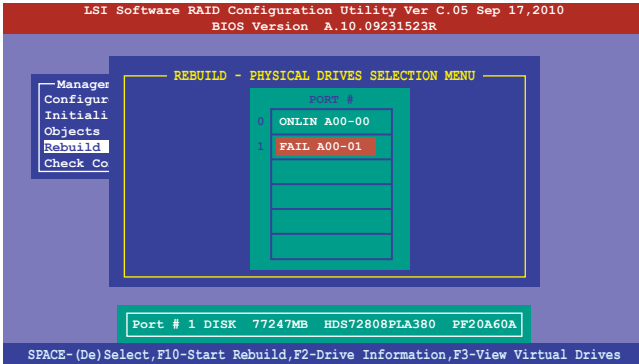 LSI Software RAID Configuration Utility Ver C.05 Sep 17,2010
BIOS Version A.10.09231523R
REBUILD - PHYSICAL DRIVES SELECTION MENU
Managem
Configur
Initiali
Objects
Rebuild
Check Co
PORT #
0 ONLIN A00-00
1 FAIL A00-01
Port # 1 DISK 77247MB HDS72808PLA380 PF20A60A
SPACE-(De)Select,F10-Start Rebuild,F2-Drive Information,F3-View Virtual Drives